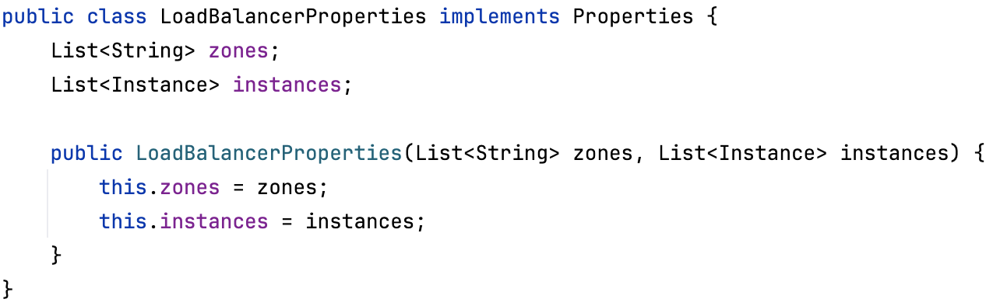 public class LoadBalancerProperties implements Properties {
    List<String> zones;
    List<Instance> instances;

    public LoadBalancerProperties(List<String> zones, List<Instance> instances) {
        this.zones = zones;
        this.instances = instances;
    }
}